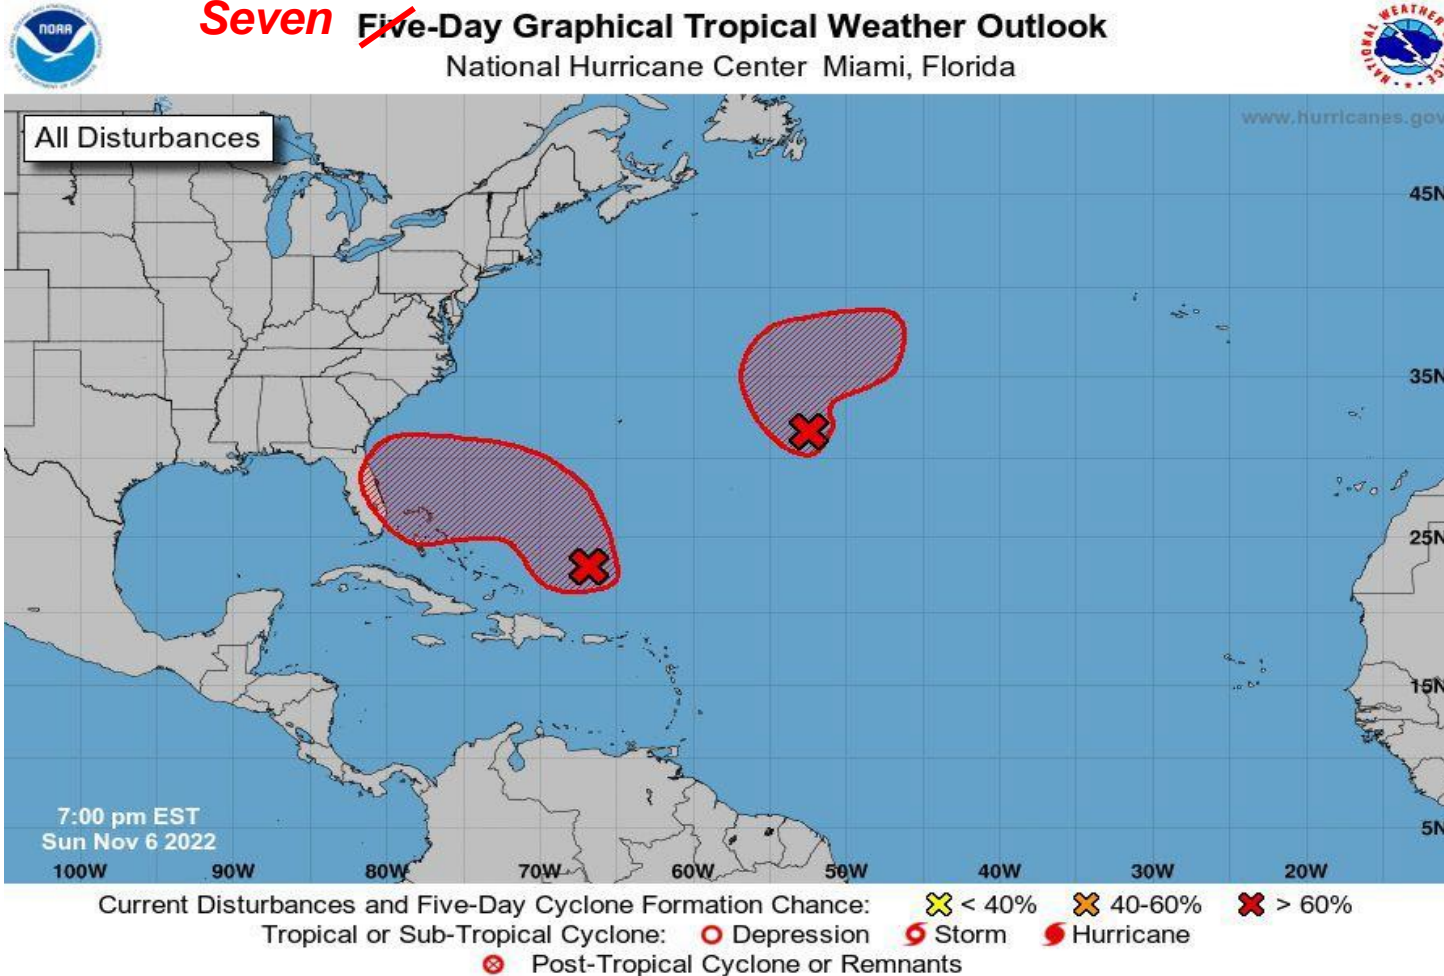 Seven Five-Day Graphical Tropical Weather Outlook
National Hurricane Center Miami, Florida
NOAA
NATIONAL WEATHER
All Disturbances
www.hurricanes.gov
45N
35N
25N
15N
5N
7:00 pm EST
Sun Nov 6 2022
100W 90W 80W 70W 60W 50W 40W 30W 20W
Current Disturbances and Five-Day Cyclone Formation Chance: < 40% 40-60% > 60%
Tropical or Sub-Tropical Cyclone: Depression Storm Hurricane
Post-Tropical Cyclone or Remnants